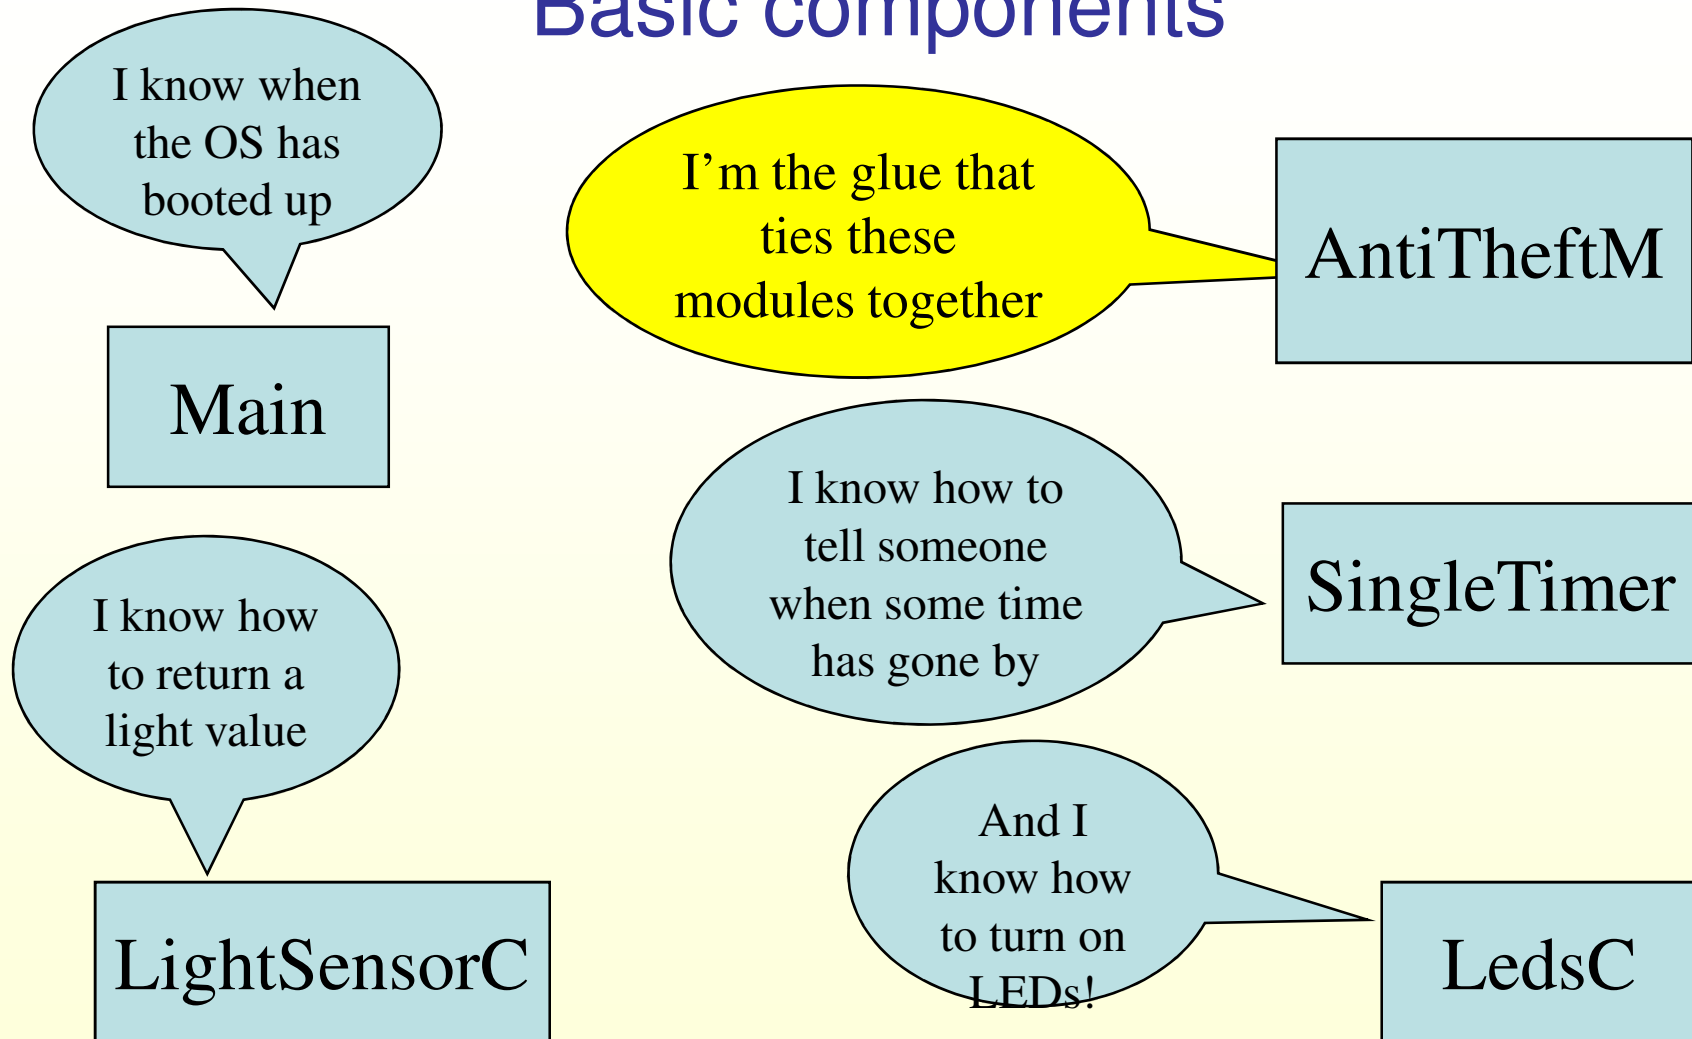 Basic components
I know when
the OS has
booted up
Main
I’m the glue that
ties these
modules together
AntiTheftM
I know how to
tell someone
when some time
has gone by
SingleTimer
I know how
to return a
light value
LightSensorC
And I
know how
to turn on
LEDs!
LedsC